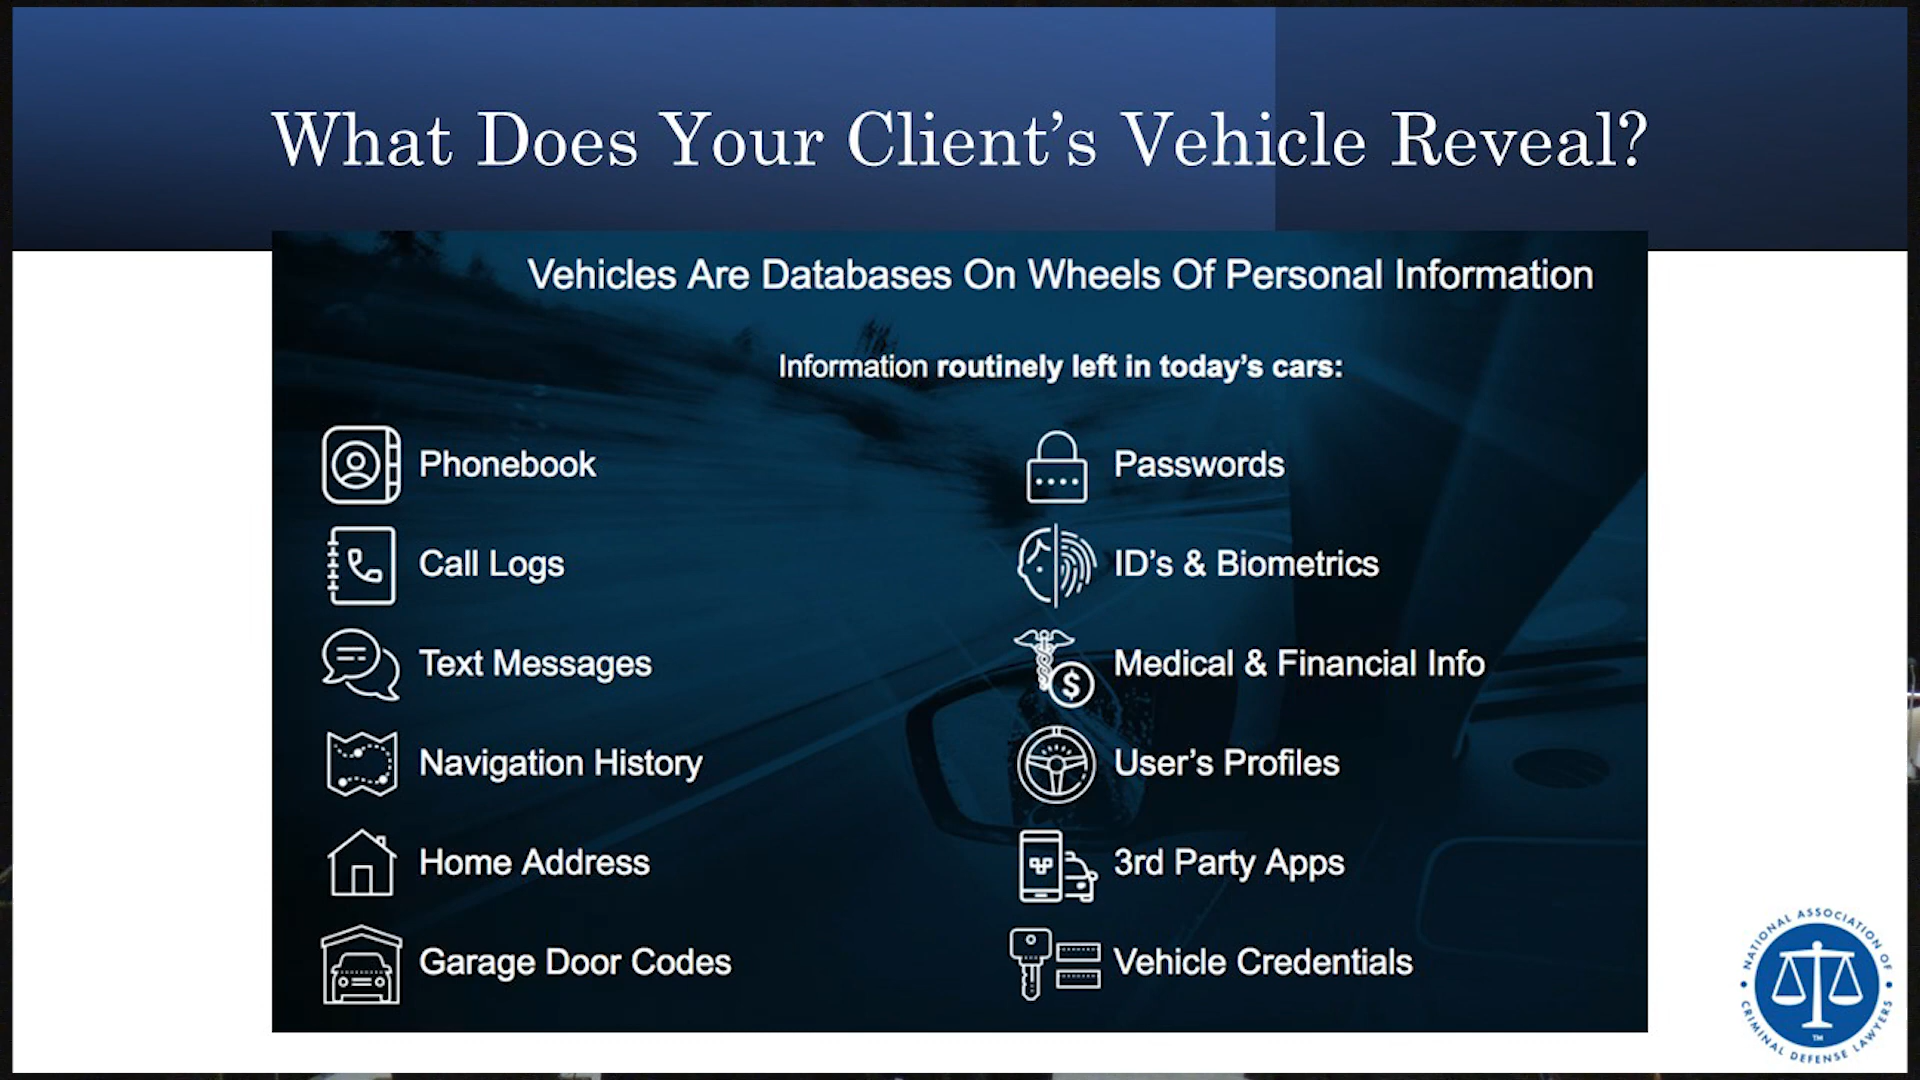 What Does Your Client's Vehicle Reveal?
Vehicles Are Databases On Wheels Of Personal Information
Information routinely left in today's cars:
Phonebook
Call Logs
Text Messages
Navigation History
Home Address
Garage Door Codes
Passwords
ID's & Biometrics
Medical & Financial Info
User's Profiles
3rd Party Apps
Vehicle Credentials
NATIONAL ASSOCIATION OF
CRIMINAL DEFENSE LAWYERS
TM